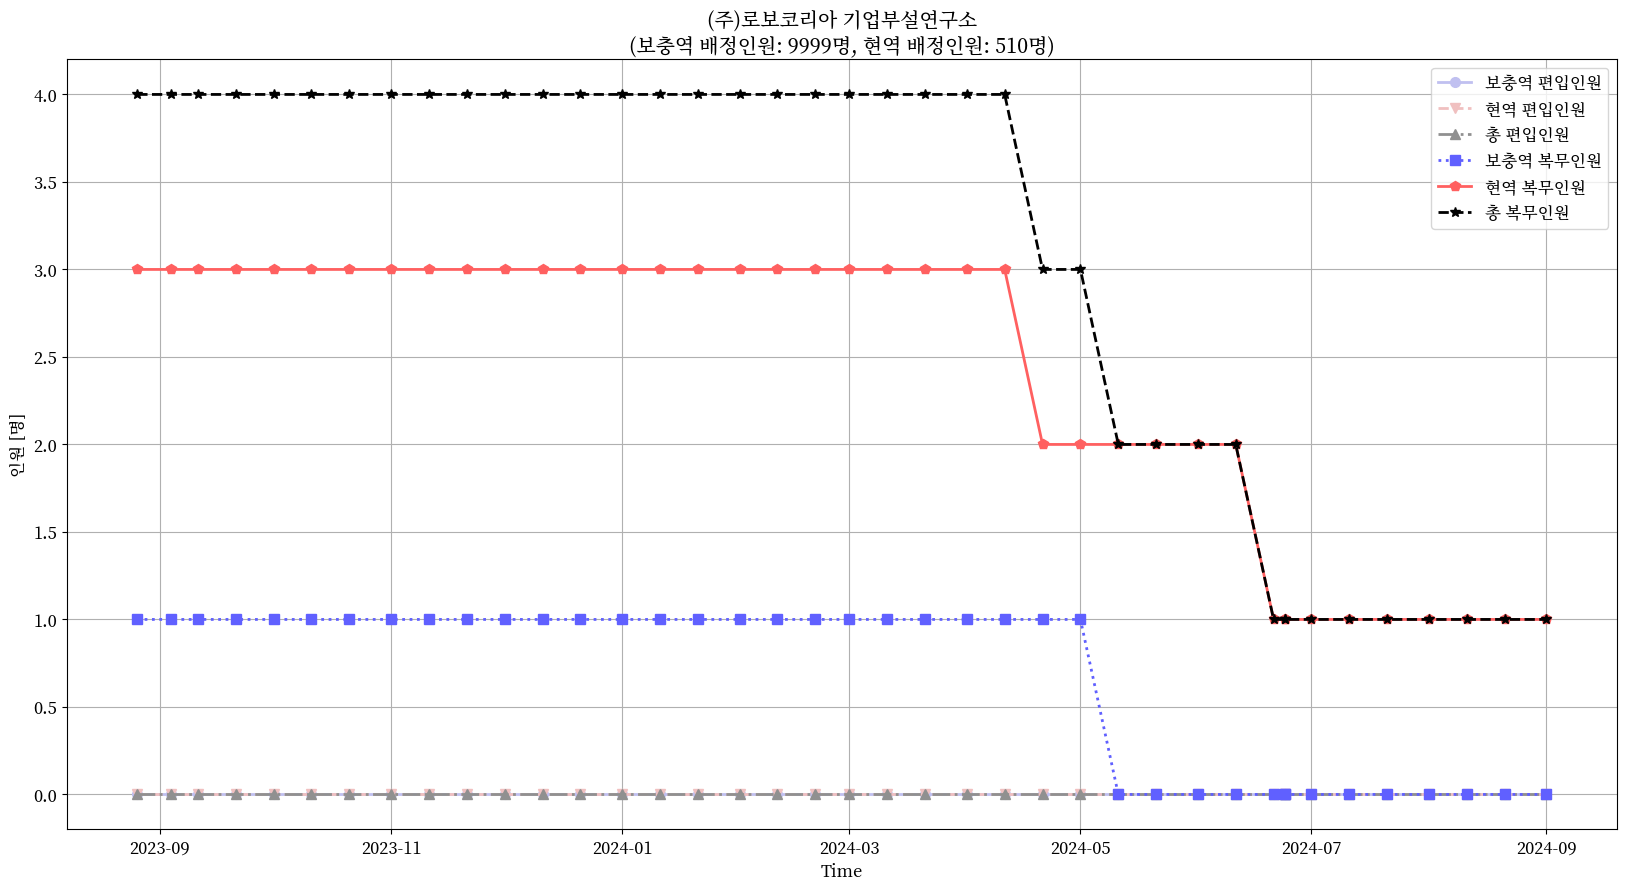 (주)로보코리아 기업부설연구소
(보충역 배정인원: 9999명, 현역 배정인원: 510명)
보충역 편입인원
현역 편입인원
총 편입인원
보충역 복무인원
현역 복무인원
총 복무인원
4.0
3.5
3.0
2.5
2.0
1.5
1.0
0.5
0.0
인원 [명]
2023-09
2023-11
2024-01
2024-03
2024-05
2024-07
2024-09
Time